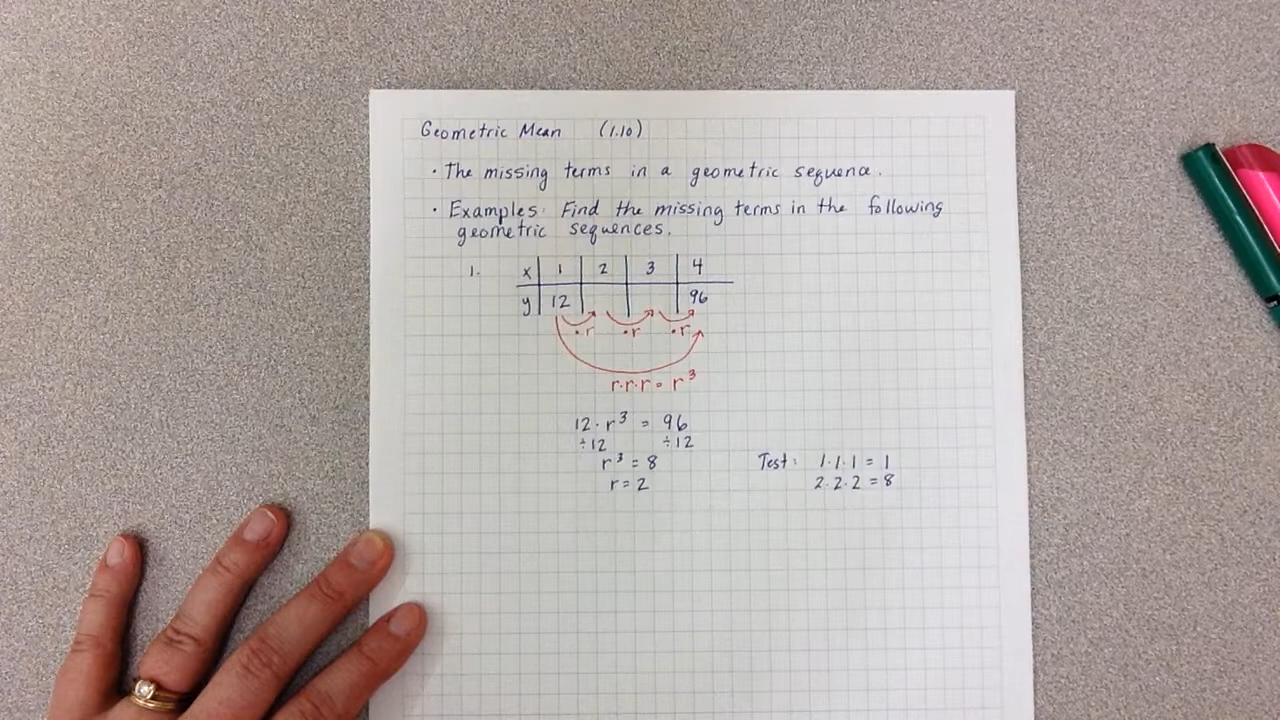 Geometric Mean (1.10)
· The missing terms in a geometric sequence.
· Examples: Find the missing terms in the following
geometric sequences.
1. x 1 2 3 4
y 12 96
·r ·r ·r
r·r·r = r³
12·r³ = 96
÷12 ÷12
r³ = 8
r = 2
Test: 1·1·1 = 1
2·2·2 = 8